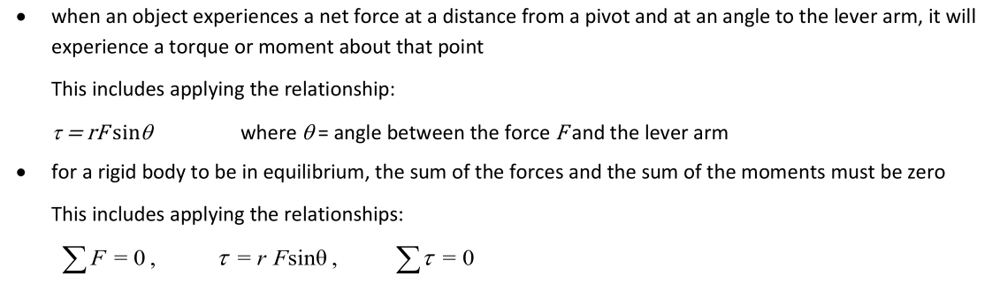 • when an object experiences a net force at a distance from a pivot and at an angle to the lever arm, it will
experience a torque or moment about that point
This includes applying the relationship:
τ = rF sinθ where θ = angle between the force F and the lever arm
• for a rigid body to be in equilibrium, the sum of the forces and the sum of the moments must be zero
This includes applying the relationships:
∑F = 0, τ = r Fsinθ, ∑τ = 0